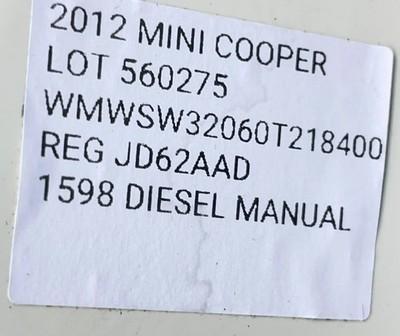 2012 MINI COOPER
LOT 560275
WMWSW32060T218400
REG JD62AAD
1598 DIESEL MANUAL